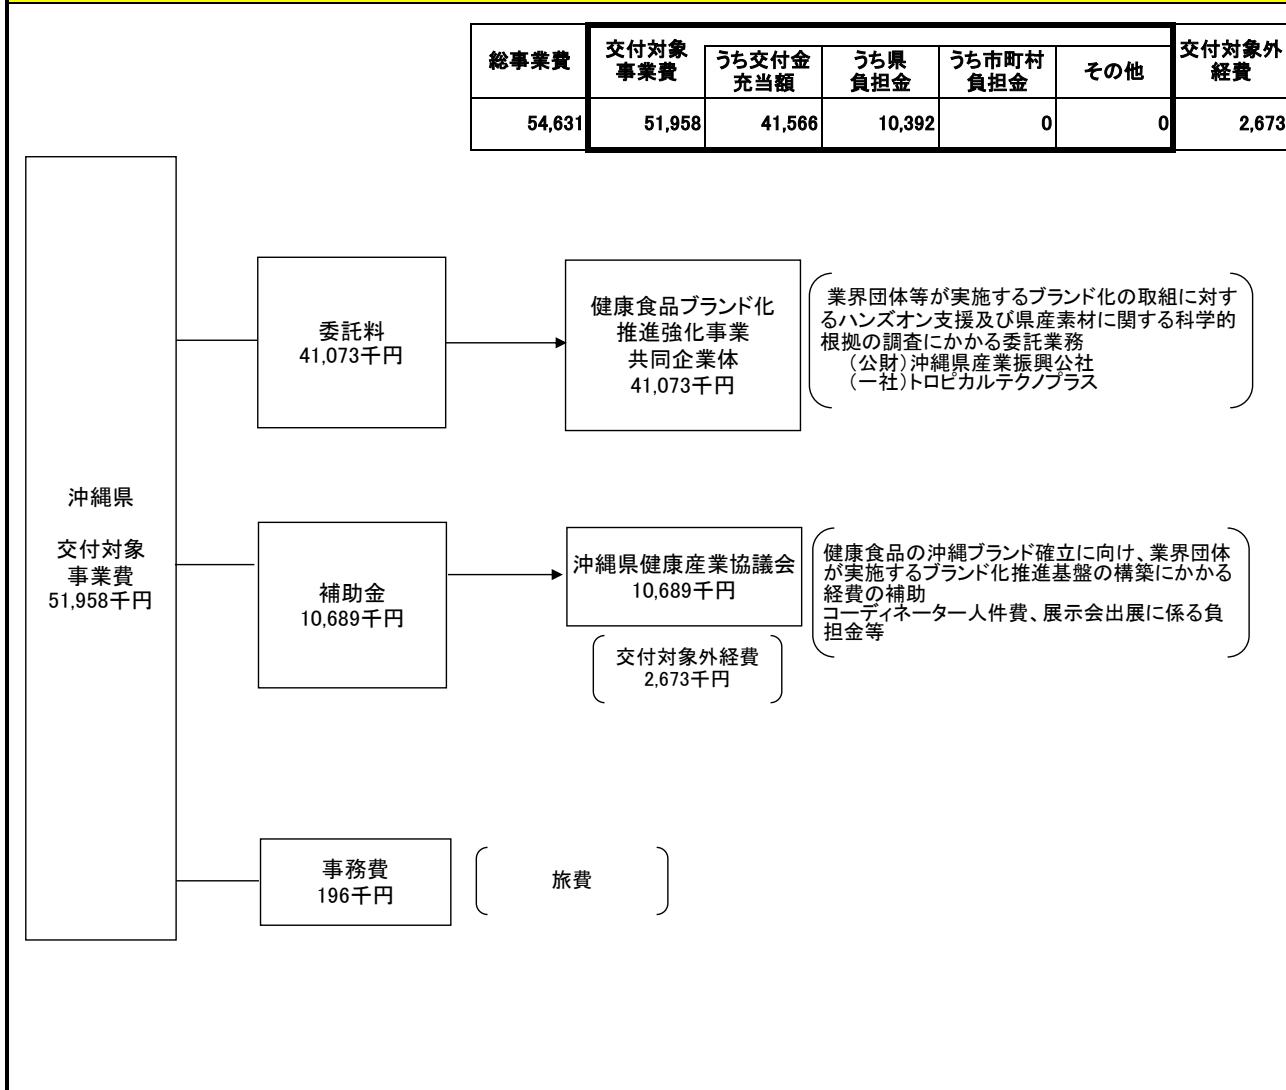 総事業費
交付対象
事業費
うち交付金
充当額
うち県
負担金
うち市町村
負担金
その他
交付対象外
経費
54,631 51,958 41,566 10,392 0 0 2,673
委託料
41,073千円
健康食品ブランド化
推進強化事業
共同企業体
41,073千円
業界団体等が実施するブランド化の取組に対す
るハンズオン支援及び県産素材に関する科学的
根拠の調査にかかる委託業務
(公財)沖縄県産業振興公社
(一社)トロピカルテクノプラス
沖縄県
交付対象
事業費
51,958千円
補助金
10,689千円
沖縄県健康産業協議会
10,689千円
交付対象外経費
2,673千円
健康食品の沖縄ブランド確立に向け、業界団体
が実施するブランド化推進基盤の構築にかかる
経費の補助
コーディネーター人件費、展示会出展に係る負
担金等
事務費
196千円
旅費